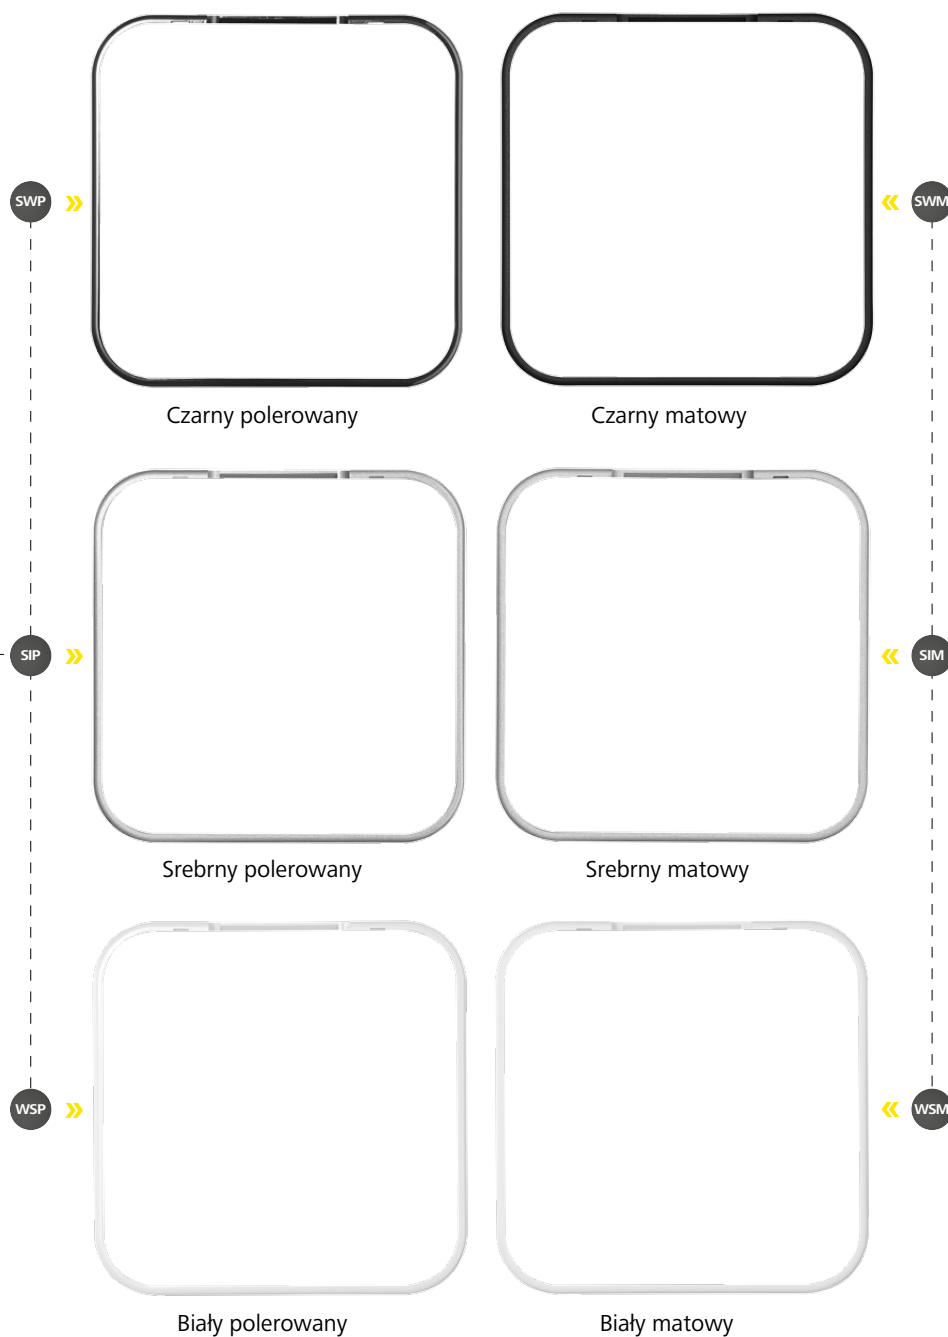 SWP
SWM
Czarny polerowany
Czarny matowy
SIP
SIM
Srebrny polerowany
Srebrny matowy
WSP
WSM
Biały polerowany
Biały matowy